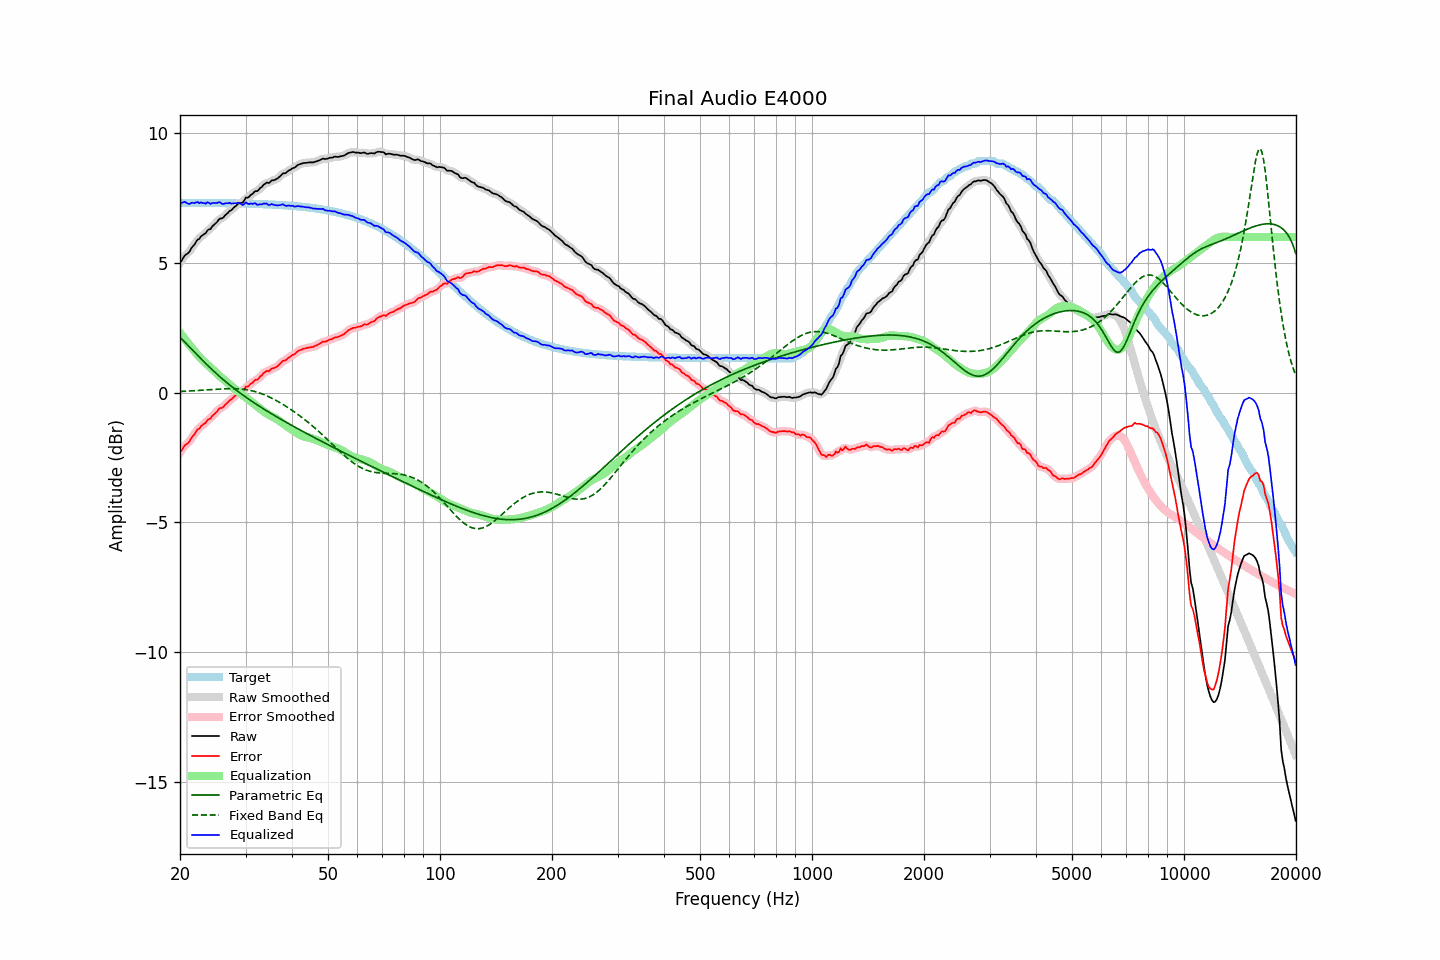 Final Audio E4000
Amplitude (dBr)
10
5
0
−5
−10
−15
Target
Raw Smoothed
Error Smoothed
Raw
Error
Equalization
Parametric Eq
Fixed Band Eq
Equalized
20 50 100 200 500 1000 2000 5000 10000 20000
Frequency (Hz)